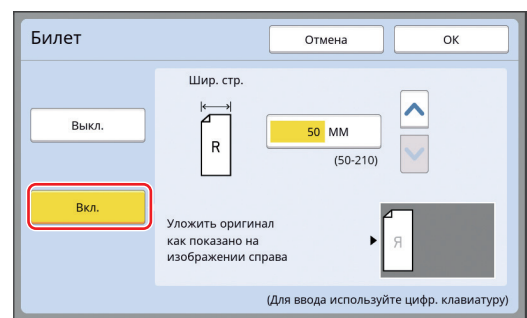 Билет
Отмена
ОК
Шир. стр.
Выкл.
R
50 ММ
(50-210)
Вкл.
Уложить оригинал
как показано на
изображении справа
Я
(Для ввода используйте цифр. клавиатуру)